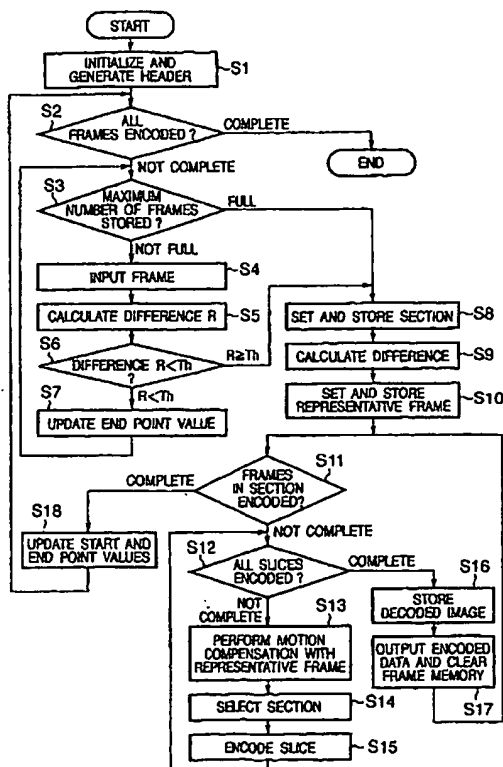 START
INITIALIZE AND
GENERATE HEADER
S1
S2
ALL
FRAMES ENCODED?
COMPLETE
END
NOT COMPLETE
S3
MAXIMUM
NUMBER OF FRAMES
STORED?
FULL
NOT FULL
INPUT FRAME
S4
CALCULATE DIFFERENCE R
S5
S6
DIFFERENCE R<Th
?
R≥Th
R<Th
S7
UPDATE END POINT VALUE
SET AND STORE SECTION
S8
CALCULATE DIFFERENCE
S9
SET AND STORE
REPRESENTATIVE FRAME
S10
S11
FRAMES
IN SECTION
ENCODED?
COMPLETE
NOT COMPLETE
S18
UPDATE START AND
END POINT VALUES
S12
ALL SLICES ENCODED?
COMPLETE
NOT
COMPLETE
S13
PERFORM MOTION
COMPENSATION WITH
REPRESENTATIVE FRAME
SELECT SECTION
S14
ENCODE SLICE
S15
S16
STORE
DECODED IMAGE
OUTPUT ENCODED
DATA AND CLEAR
FRAME MEMORY
S17